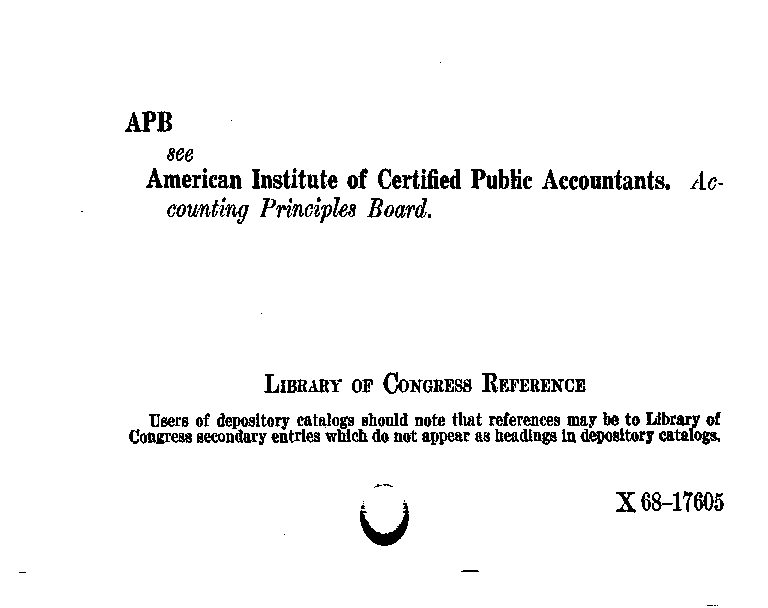 APB
see
American Institute of Certified Public Accountants. Ac-
counting Principles Board.
LIBRARY OF CONGRESS REFERENCE
Users of depository catalogs should note that references may be to Library of
Congress secondary entries which do not appear as headings in depository catalogs.
X 68–17605